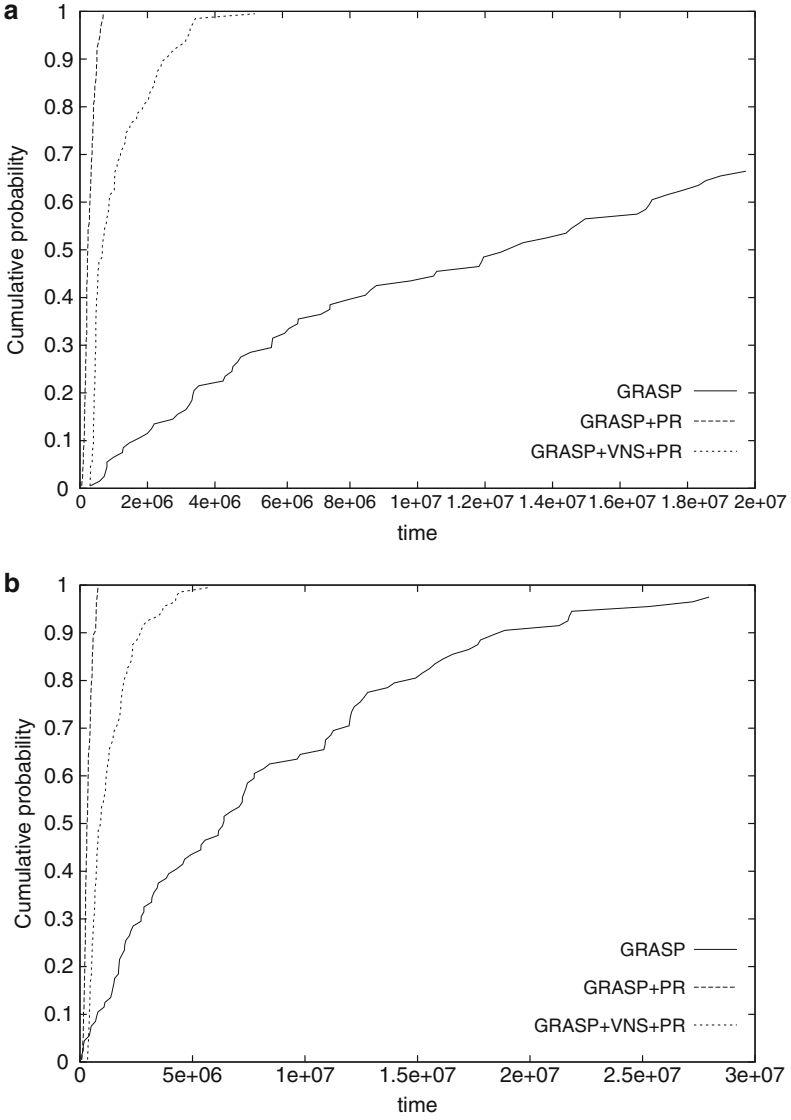 a
1
0.9
0.8
0.7
0.6
0.5
0.4
0.3
0.2
0.1
0
Cumulative probability
GRASP
GRASP+PR
GRASP+VNS+PR
0 2e+06 4e+06 6e+06 8e+06 1e+07 1.2e+07 1.4e+07 1.6e+07 1.8e+07 2e+07
time
b
1
0.9
0.8
0.7
0.6
0.5
0.4
0.3
0.2
0.1
0
Cumulative probability
GRASP
GRASP+PR
GRASP+VNS+PR
0 5e+06 1e+07 1.5e+07 2e+07 2.5e+07 3e+07
time